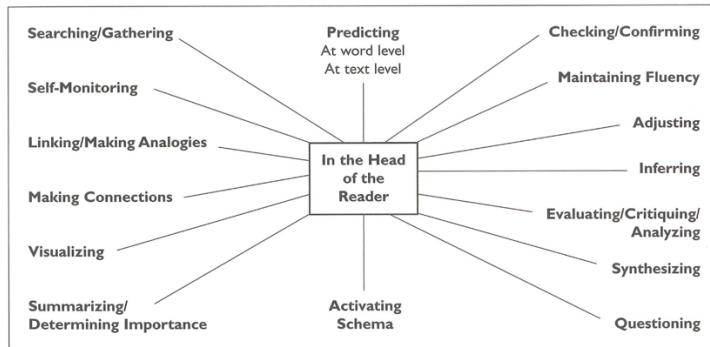 Searching/Gathering
Self-Monitoring
Linking/Making Analogies
Making Connections
Visualizing
Summarizing/
Determining Importance
Predicting
At word level
At text level
In the Head
of the
Reader
Activating
Schema
Checking/Confirming
Maintaining Fluency
Adjusting
Inferring
Evaluating/Critiquing/
Analyzing
Synthesizing
Questioning